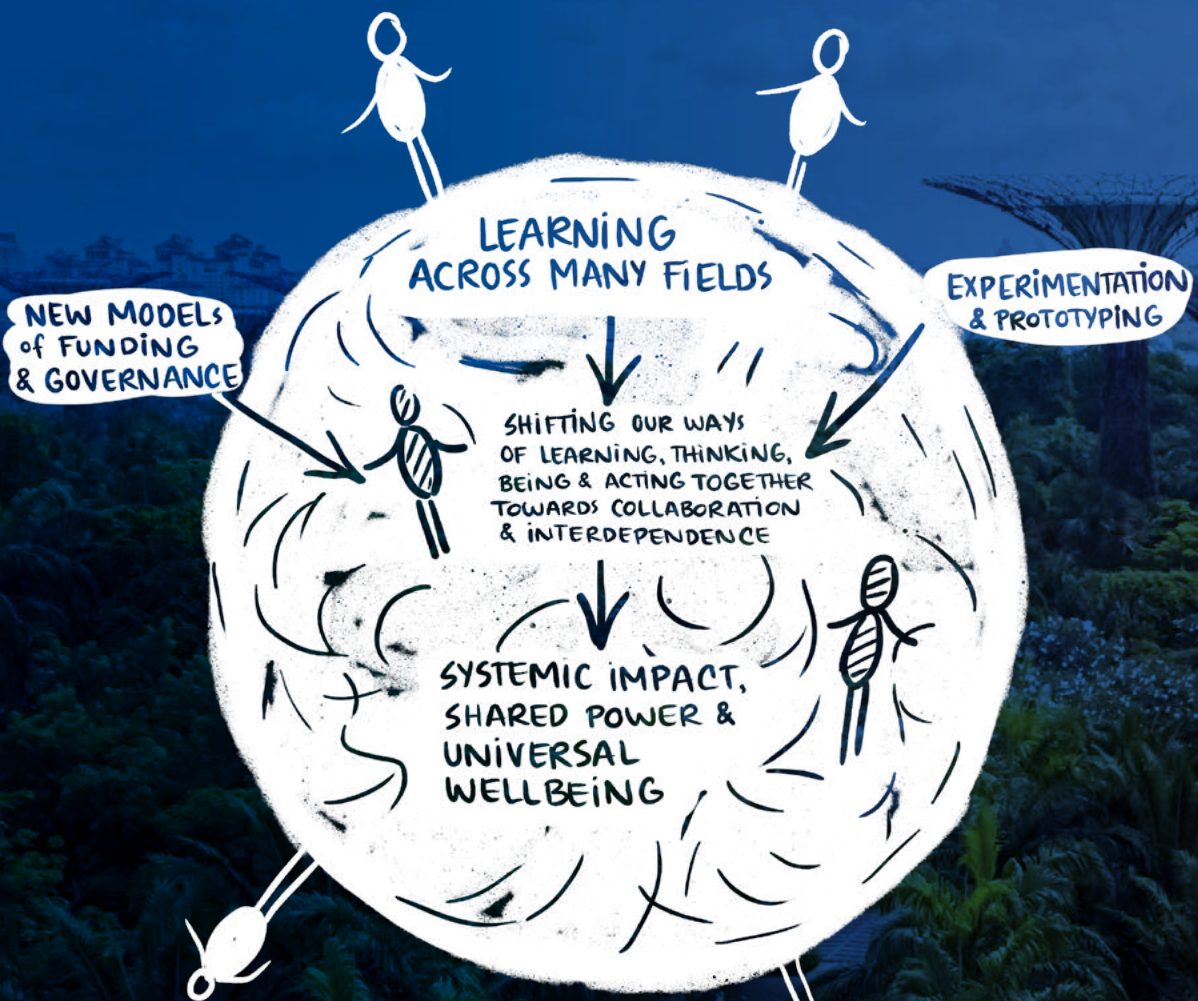 LEARNING
ACROSS MANY FIELDS
NEW MODELS
of FUNDING
& GOVERNANCE
EXPERIMENTATION
& PROTOTYPING
SHIFTING OUR WAYS
OF LEARNING, THINKING,
BEING & ACTING TOGETHER
TOWARDS COLLABORATION
& INTERDEPENDENCE
SYSTEMIC IMPACT,
SHARED POWER &
UNIVERSAL
WELLBEING